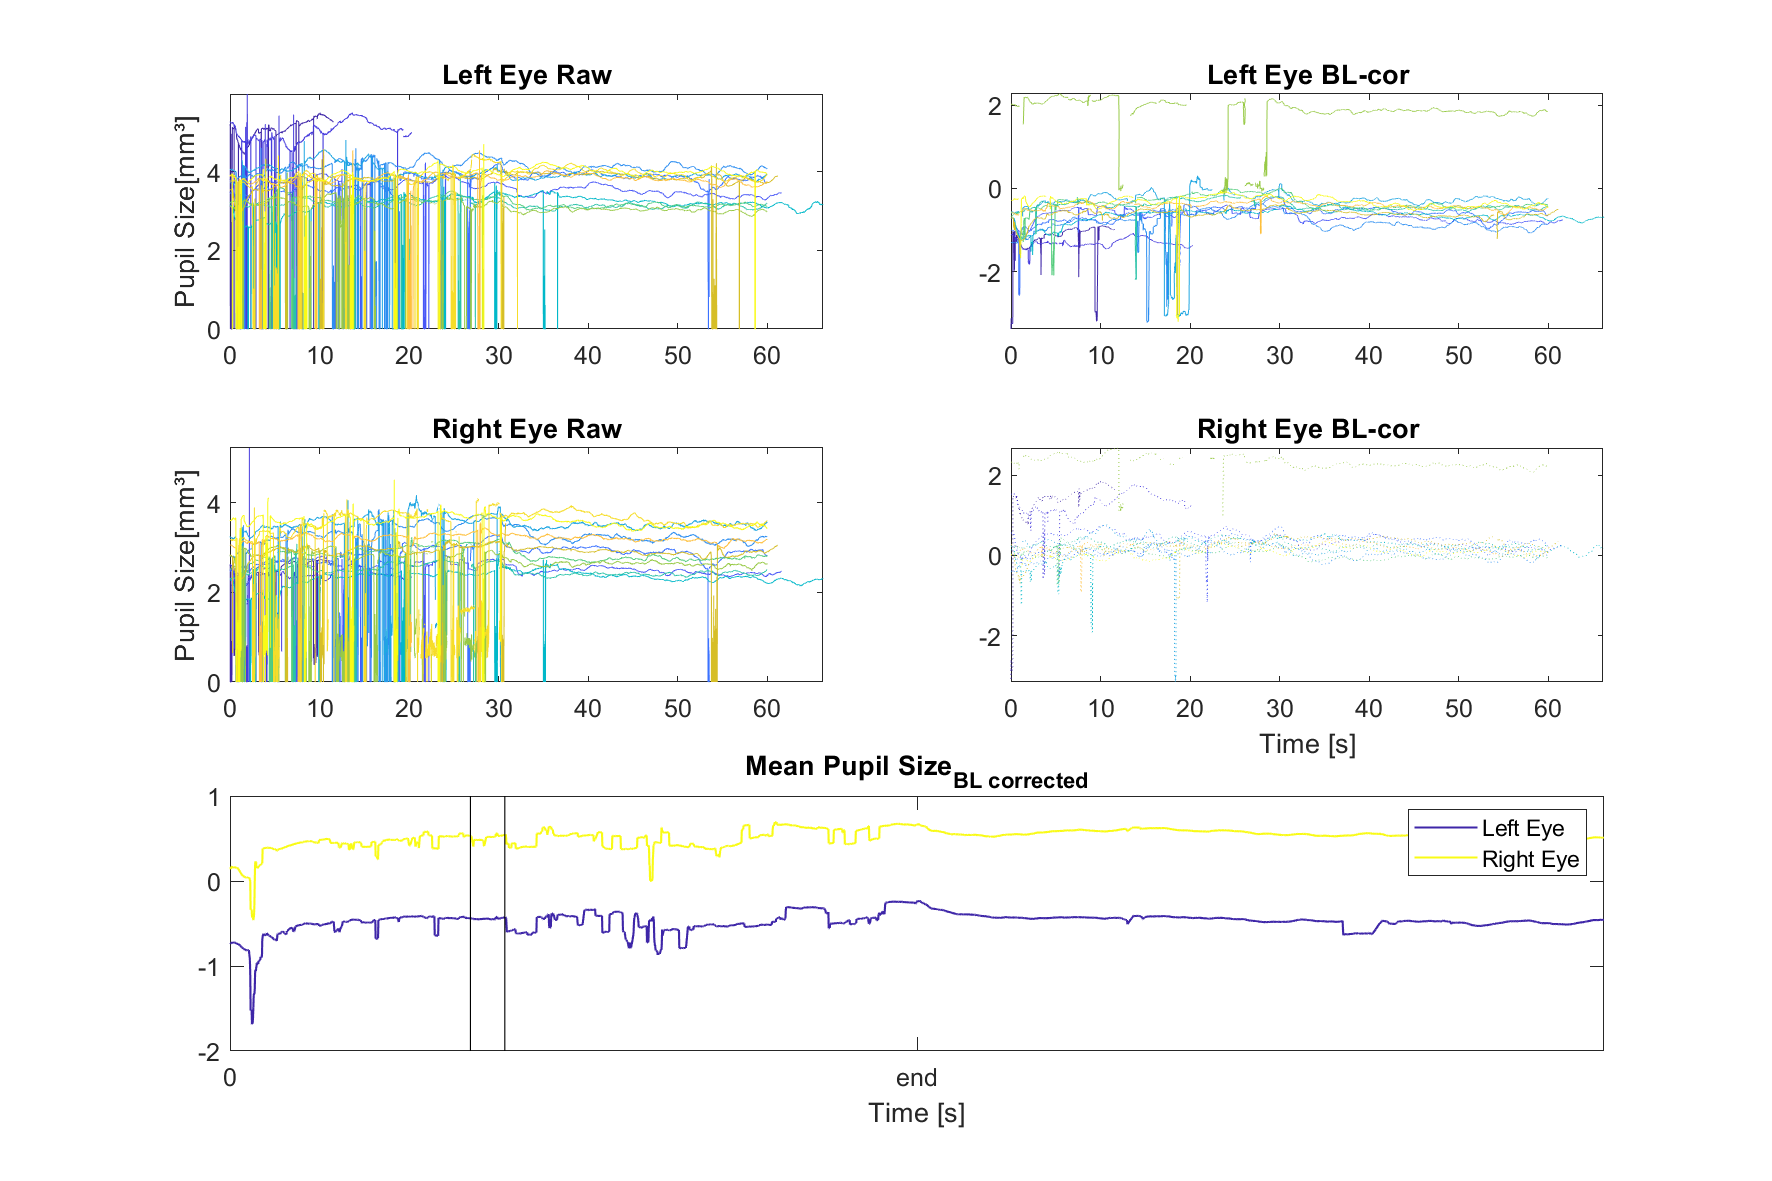 Left Eye Raw
Pupil Size[mm³]
4
2
0
0 10 20 30 40 50 60
Left Eye BL-cor
2
0
-2
0 10 20 30 40 50 60
Right Eye Raw
Pupil Size[mm³]
4
2
0
0 10 20 30 40 50 60
Right Eye BL-cor
2
0
-2
0 10 20 30 40 50 60
Time [s]
Mean Pupil Size BL corrected
1
0
-1
-2
Left Eye
Right Eye
0 end
Time [s]